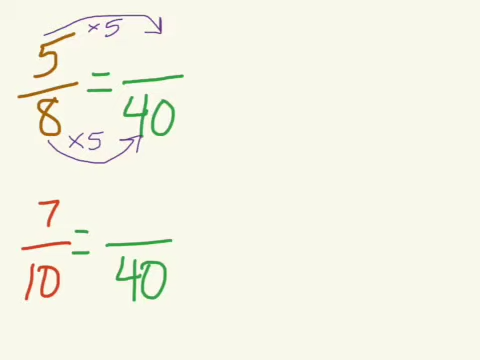 ×5
5/8 = /40
×5
7/10 = /40